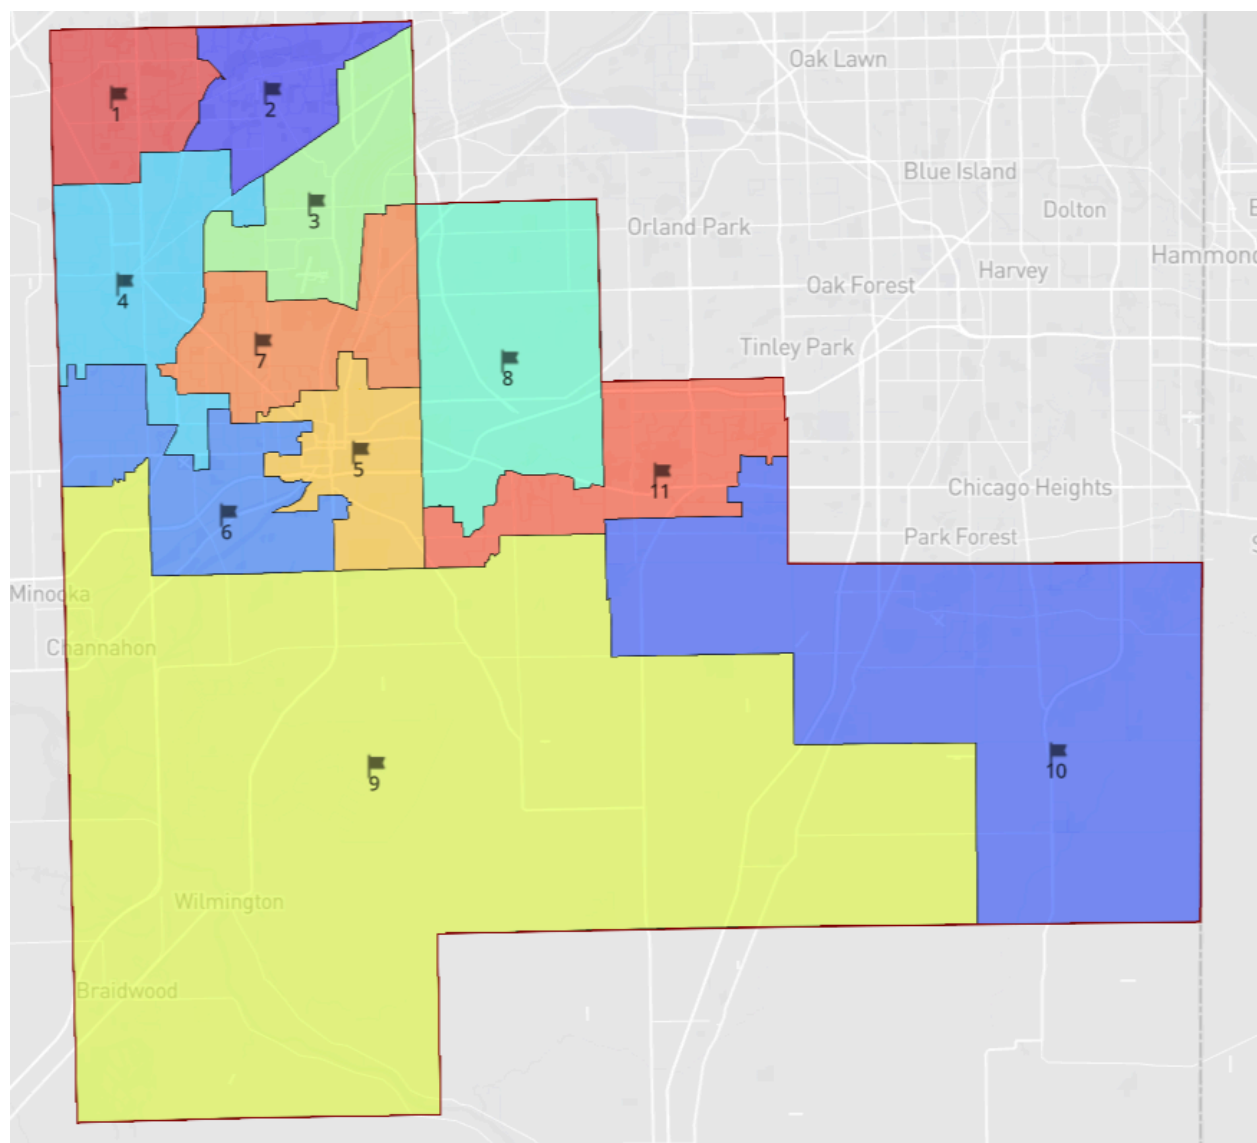 Oak Lawn
1
2
Blue Island
3
Dolton
Orland Park
Hammond
Harvey
4
Oak Forest
7
8
Tinley Park
5
11
Chicago Heights
6
Park Forest
Minooka
Channahon
9
10
Wilmington
Braidwood